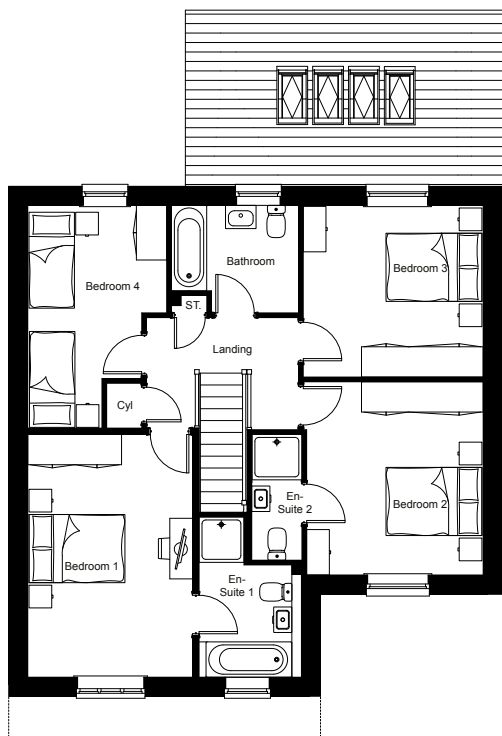 Bedroom 4
Bathroom
Bedroom 3
ST.
Landing
Cyl
Bedroom 2
En-
Suite 2
Bedroom 1
En-
Suite 1